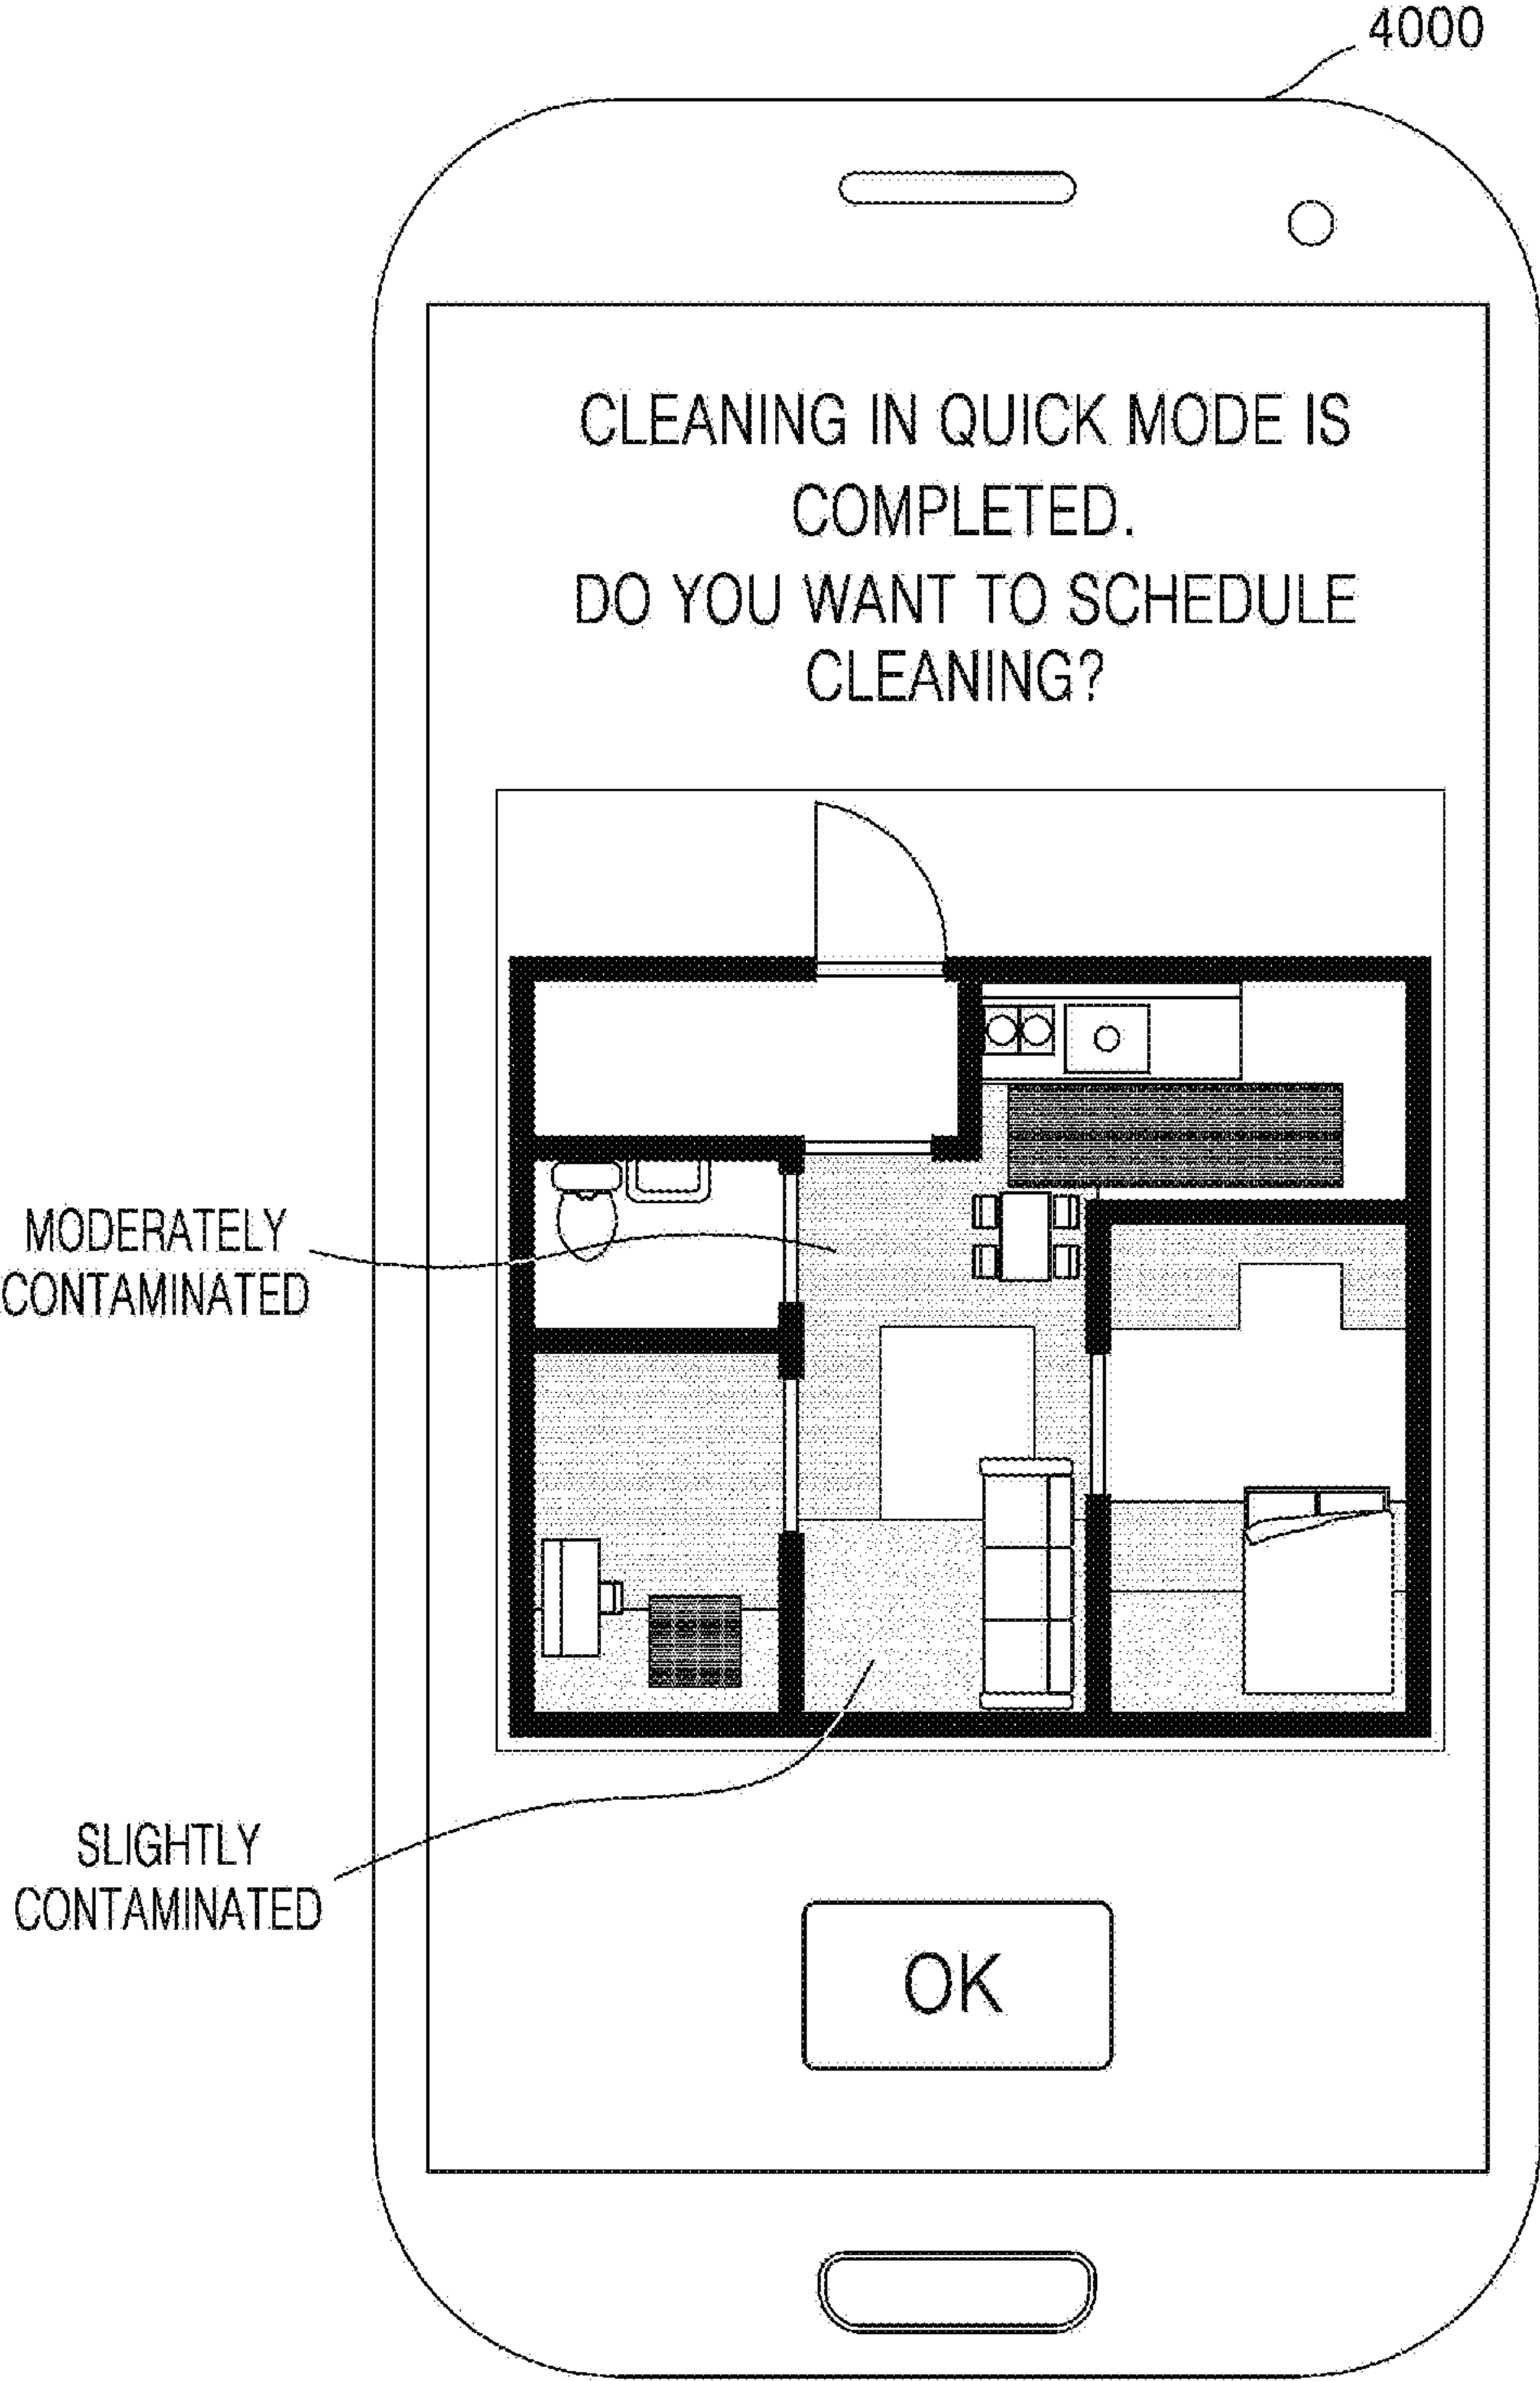 4000
CLEANING IN QUICK MODE IS
COMPLETED.
DO YOU WANT TO SCHEDULE
CLEANING?
MODERATELY
CONTAMINATED
SLIGHTLY
CONTAMINATED
OK